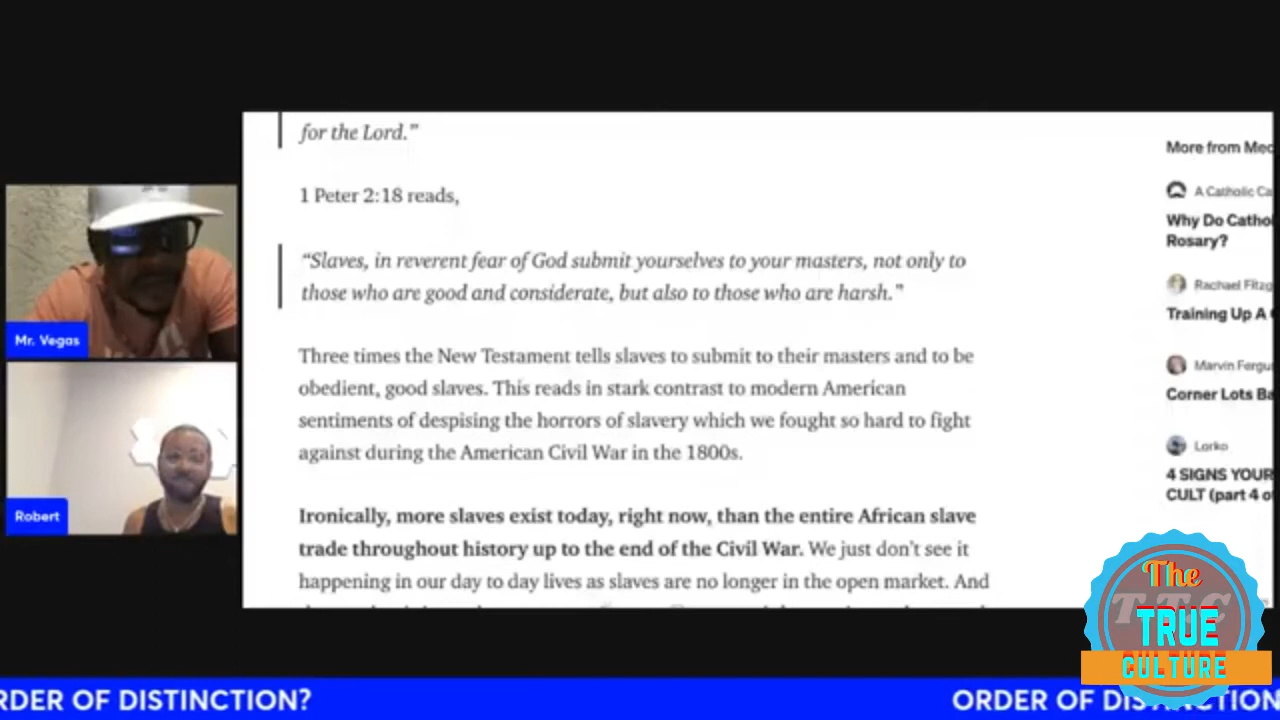 for the Lord.”
1 Peter 2:18 reads,
“Slaves, in reverent fear of God submit yourselves to your masters, not only to
those who are good and considerate, but also to those who are harsh.”
Three times the New Testament tells slaves to submit to their masters and to be
obedient, good slaves. This reads in stark contrast to modern American
sentiments of despising the horrors of slavery which we fought so hard to fight
against during the American Civil War in the 1800s.
Ironically, more slaves exist today, right now, than the entire African slave
trade throughout history up to the end of the Civil War. We just don’t see it
happening in our day to day lives as slaves are no longer in the open market. And
More from
A Catholic
Why Do
Rosary?
Rachael
Training Up A
Marvin
Corner Lots
Lorko
4 SIGNS YOUR
CULT (part 4
Mr. Vegas
Robert
The
TTC
TRUE
CULTURE
RDER OF DISTINCTION?
ORDER OF